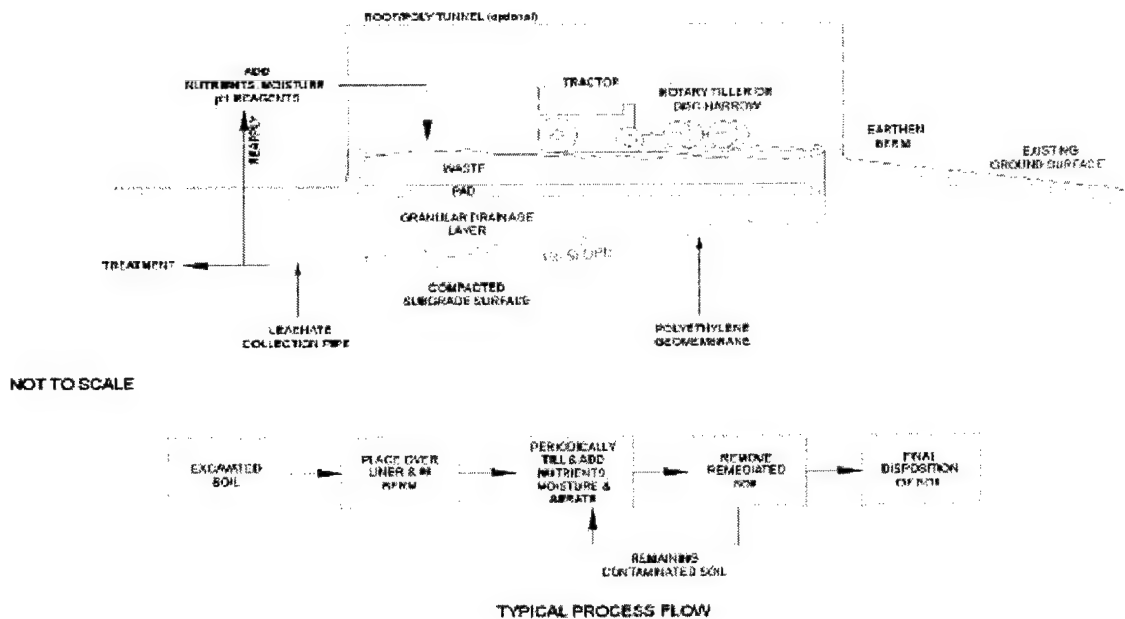 ROOF/POLY TUNNEL (optional)
ADD
NUTRIENTS, MOISTURE
pH REAGENTS
REAPPLY
TRACTOR
ROTARY TILLER OR
DISC HARROW
EARTHEN
BERM
EXISTING
GROUND SURFACE
WASTE
PAD
GRANULAR DRAINAGE
LAYER
SLOPE
TREATMENT
COMPACTED
SUBGRADE SURFACE
LEACHATE
COLLECTION PIPE
POLYETHYLENE
GEOMEMBRANE
NOT TO SCALE
EXCAVATED
SOIL
PLACE OVER
LINER & IN
BERM
PERIODICALLY
TILL & ADD
NUTRIENTS,
MOISTURE &
AERATE
REMOVE
REMEDIATED
SOIL
FINAL
DISPOSITION
OF SOIL
REMAINING
CONTAMINATED SOIL
TYPICAL PROCESS FLOW